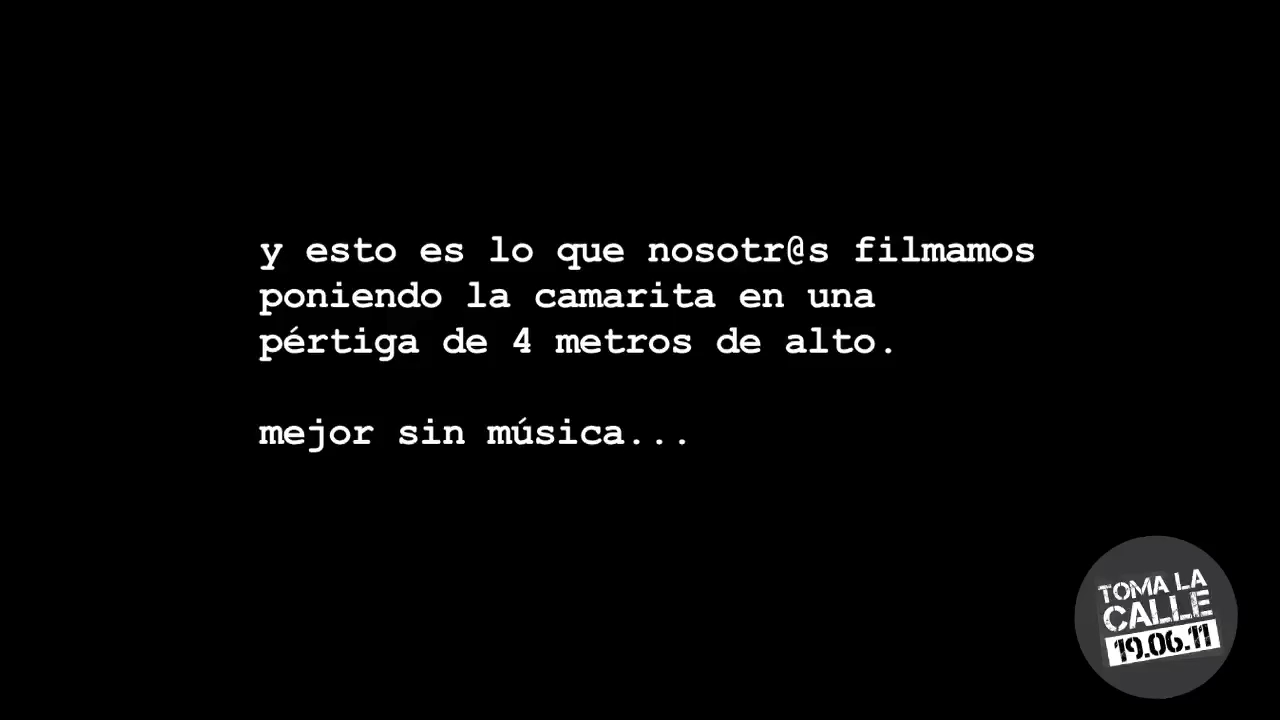 y esto es lo que nosotr@s filmamos
poniendo la camarita en una
pértiga de 4 metros de alto.
mejor sin música...
TOMA LA
CALLE
19.06.11